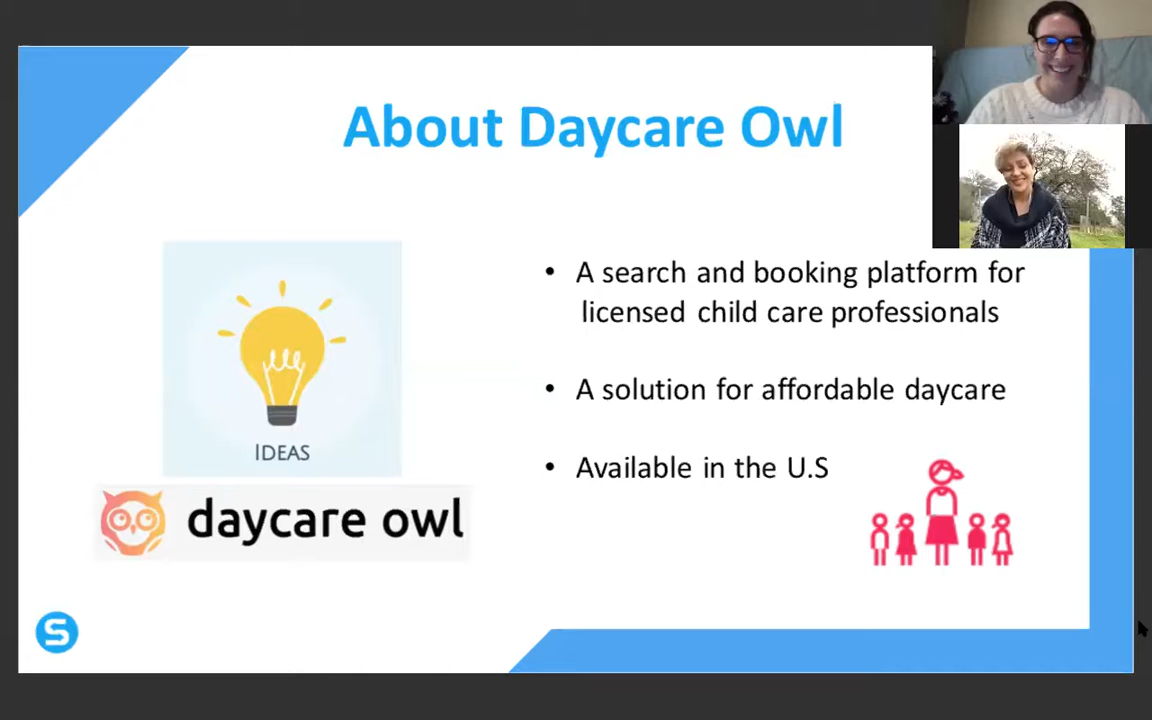 About Daycare Owl
IDEAS
daycare owl
• A search and booking platform for
licensed child care professionals
• A solution for affordable daycare
• Available in the U.S
S